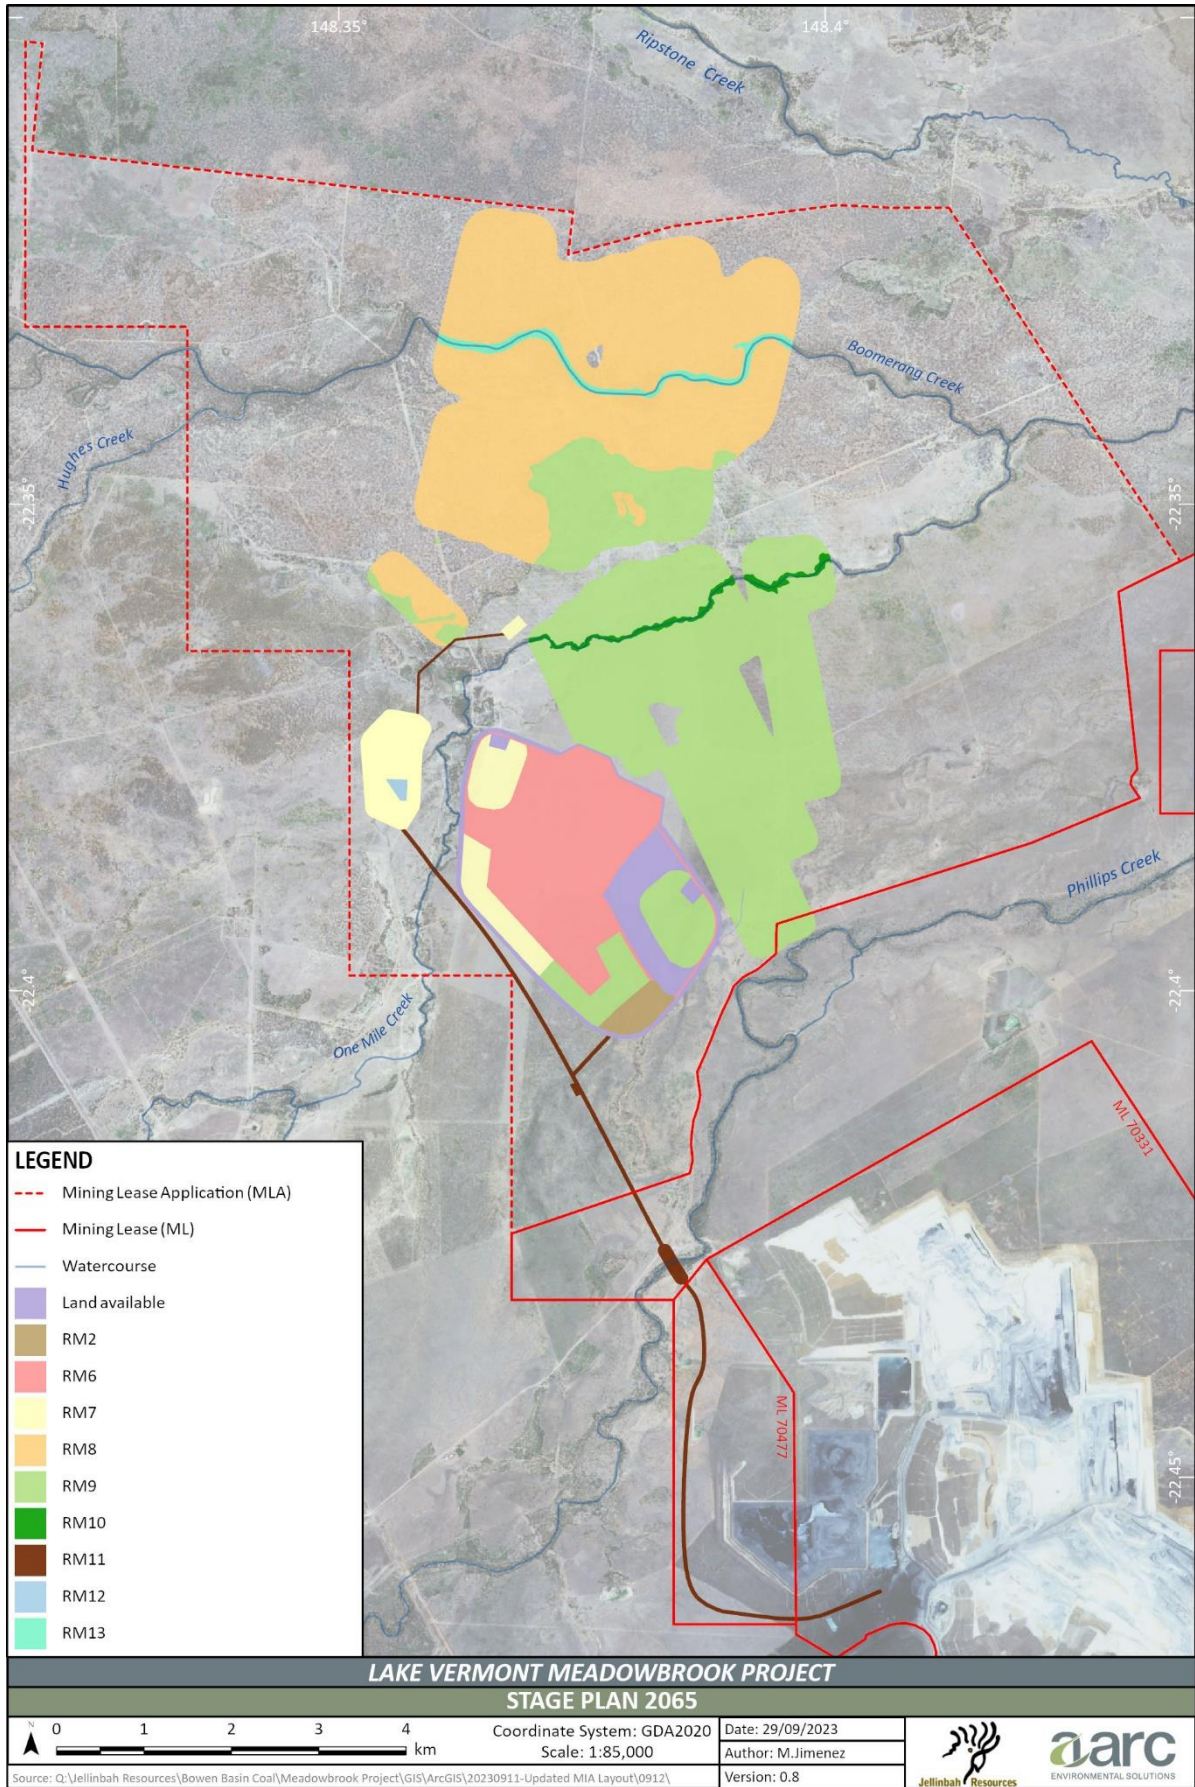 148.35°
148.4°
Ripstone Creek
Boomerang Creek
Hughes Creek
-22.35°
-22.35°
Phillips Creek
-22.4°
-22.4°
One Mile Creek
ML 70331
ML 70477
-22.45°
LEGEND
Mining Lease Application (MLA)
Mining Lease (ML)
Watercourse
Land available
RM2
RM6
RM7
RM8
RM9
RM10
RM11
RM12
RM13
LAKE VERMONT MEADOWBROOK PROJECT
STAGE PLAN 2065
N
0 1 2 3 4
km
Coordinate System: GDA2020
Scale: 1:85,000
Date: 29/09/2023
Author: M.Jimenez
Version: 0.8
Source: Q:\Jellinbah Resources\Bowen Basin Coal\Meadowbrook Project\GIS\ArcGIS\20230911-Updated MIA Layout\0912\
Jellinbah Resources
aarc
ENVIRONMENTAL SOLUTIONS